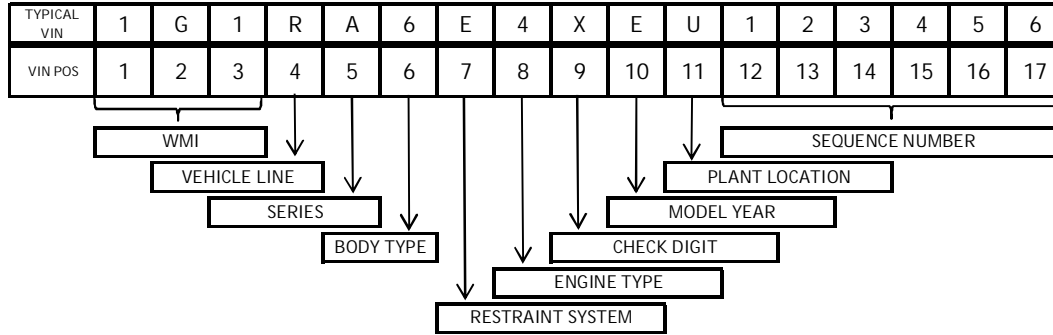 TYPICAL VIN 1 G 1 R A 6 E 4 X E U 1 2 3 4 5 6
VIN POS 1 2 3 4 5 6 7 8 9 10 11 12 13 14 15 16 17
WMI SEQUENCE NUMBER
VEHICLE LINE PLANT LOCATION
SERIES MODEL YEAR
BODY TYPE CHECK DIGIT
ENGINE TYPE
RESTRAINT SYSTEM